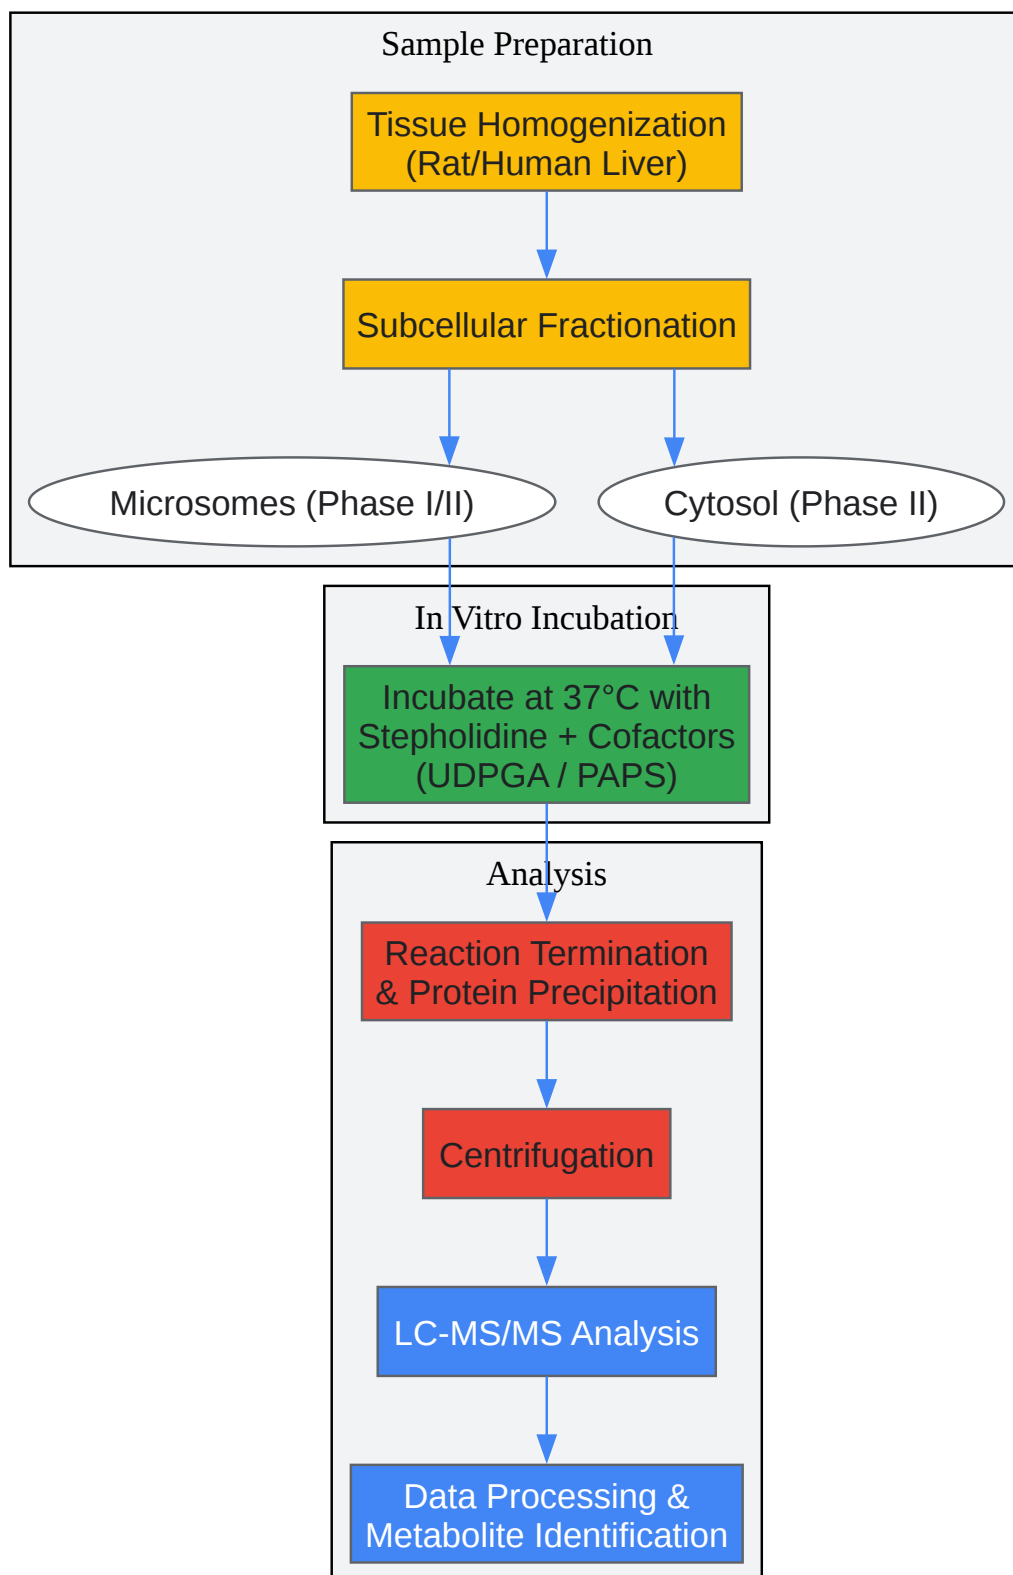 Sample Preparation
Tissue Homogenization
(Rat/Human Liver)
Subcellular Fractionation
Microsomes (Phase I/II)
Cytosol (Phase II)
In Vitro Incubation
Incubate at 37°C with
Stepholidine + Cofactors
(UDPGA / PAPS)
Analysis
Reaction Termination
& Protein Precipitation
Centrifugation
LC-MS/MS Analysis
Data Processing &
Metabolite Identification